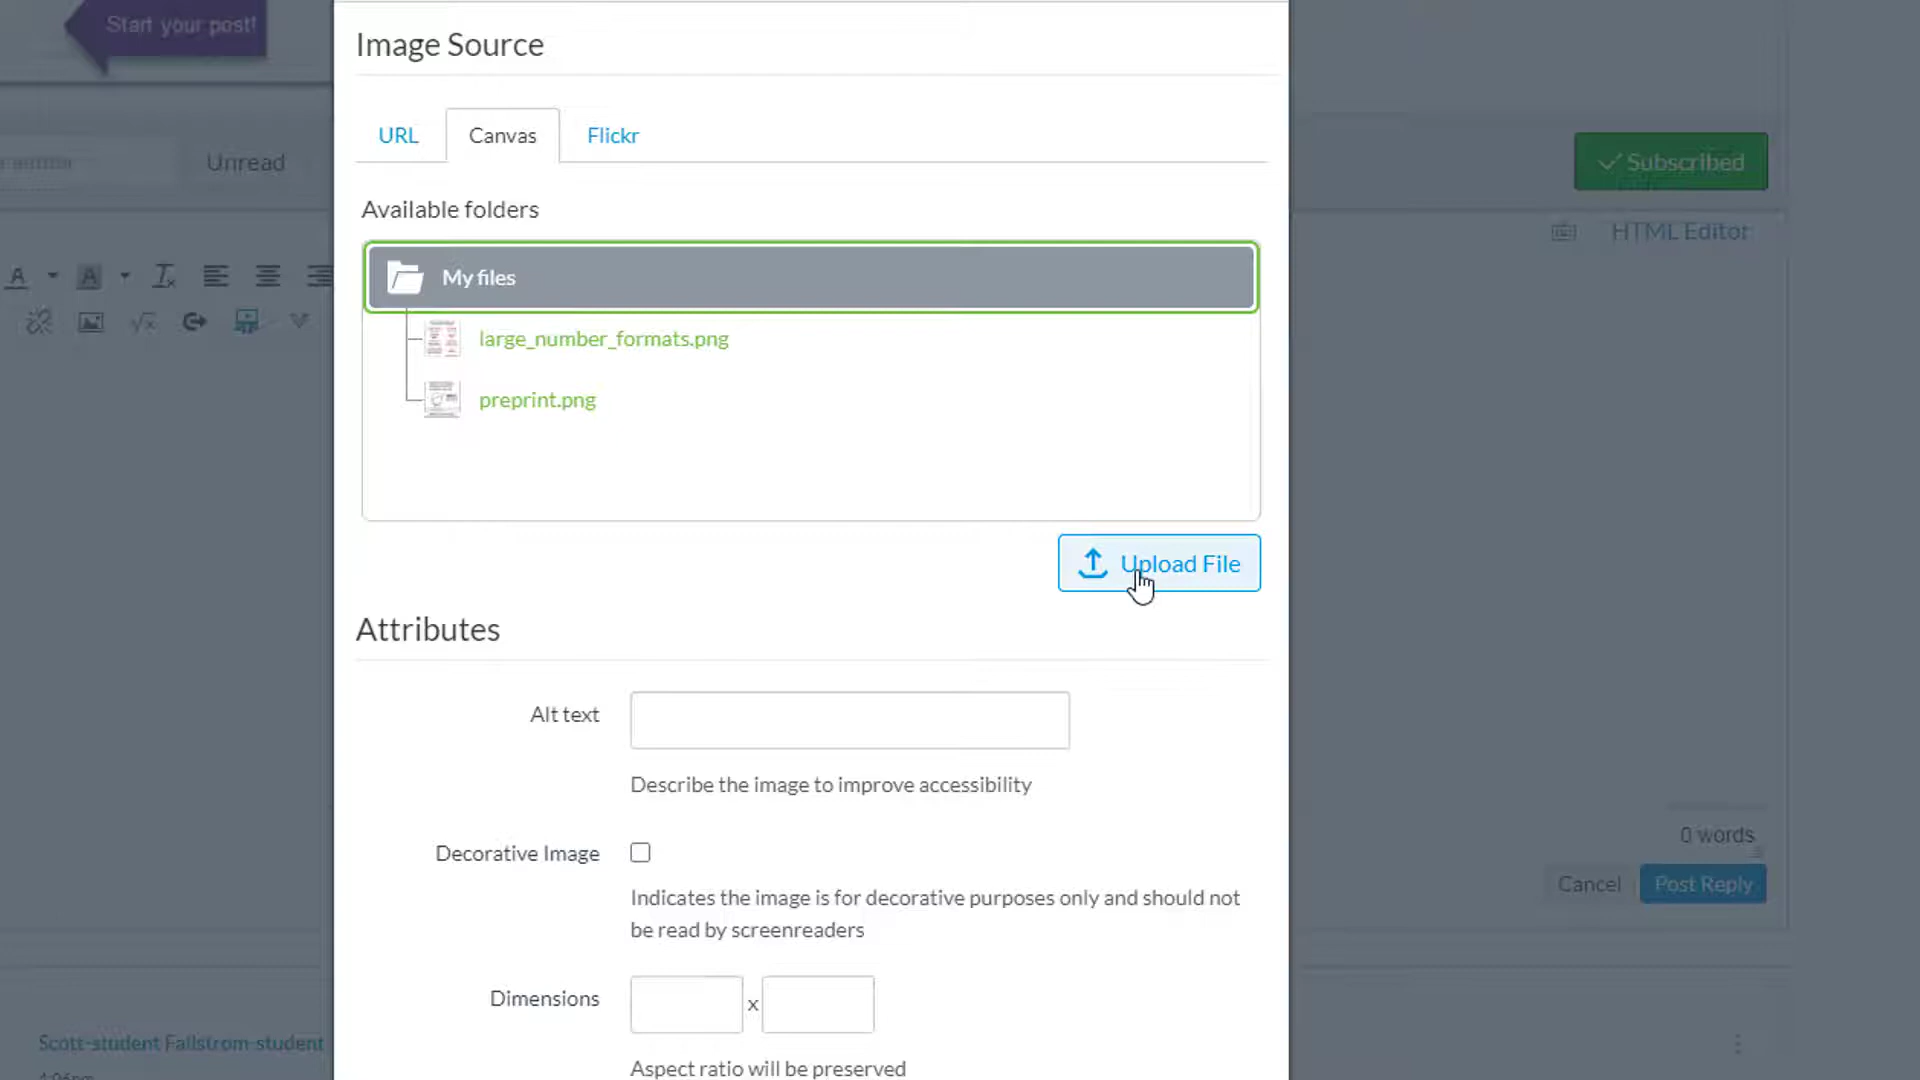 Start your post!
Image Source
URL
Canvas
Flickr
Unread
Subscribed
Available folders
HTML Editor
My files
large_number_formats.png
preprint.png
Upload File
Attributes
Alt text
Describe the image to improve accessibility
0 words
Decorative Image
Cancel
Post Reply
Indicates the image is for decorative purposes only and should not
be read by screenreaders
Dimensions
x
Scott-student Fallstrom-student
Aspect ratio will be preserved